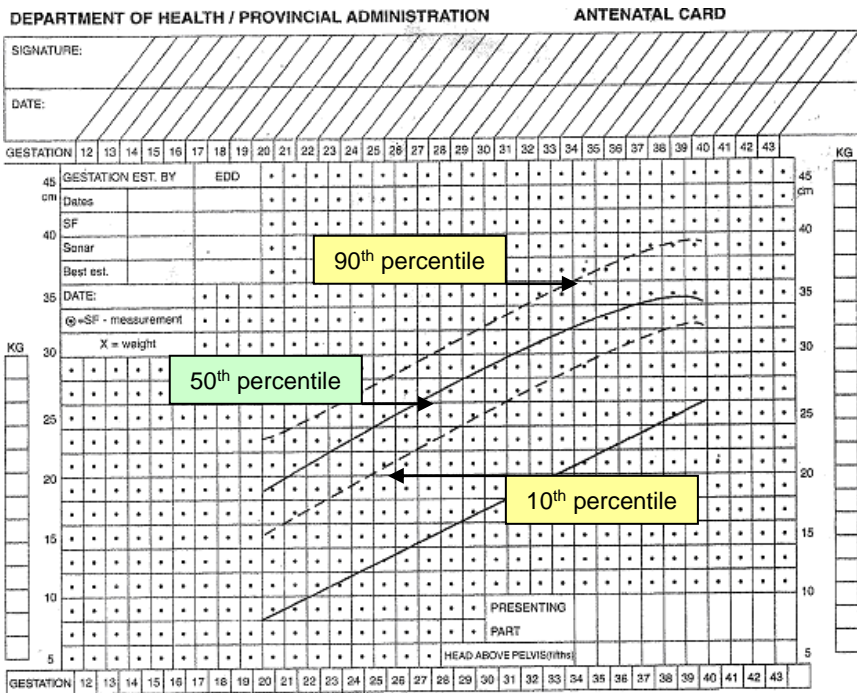 DEPARTMENT OF HEALTH / PROVINCIAL ADMINISTRATION ANTENATAL CARD
SIGNATURE:
DATE:
GESTATION 12 13 14 15 16 17 18 19 20 21 22 23 24 25 26 27 28 29 30 31 32 33 34 35 36 37 38 39 40 41 42 43
KG
45 GESTATION EST. BY EDD 45
cm Dates cm
SF
40 Sonar 40
90th percentile
Best est.
35 DATE: 35
⊙=SF - measurement
KG X = weight
30 30
50th percentile
25 25
20 20
10th percentile
15 15
10 PRESENTING 10
PART
5 HEAD ABOVE PELVIS(fifths) 5
GESTATION 12 13 14 15 16 17 18 19 20 21 22 23 24 25 26 27 28 29 30 31 32 33 34 35 36 37 38 39 40 41 42 43